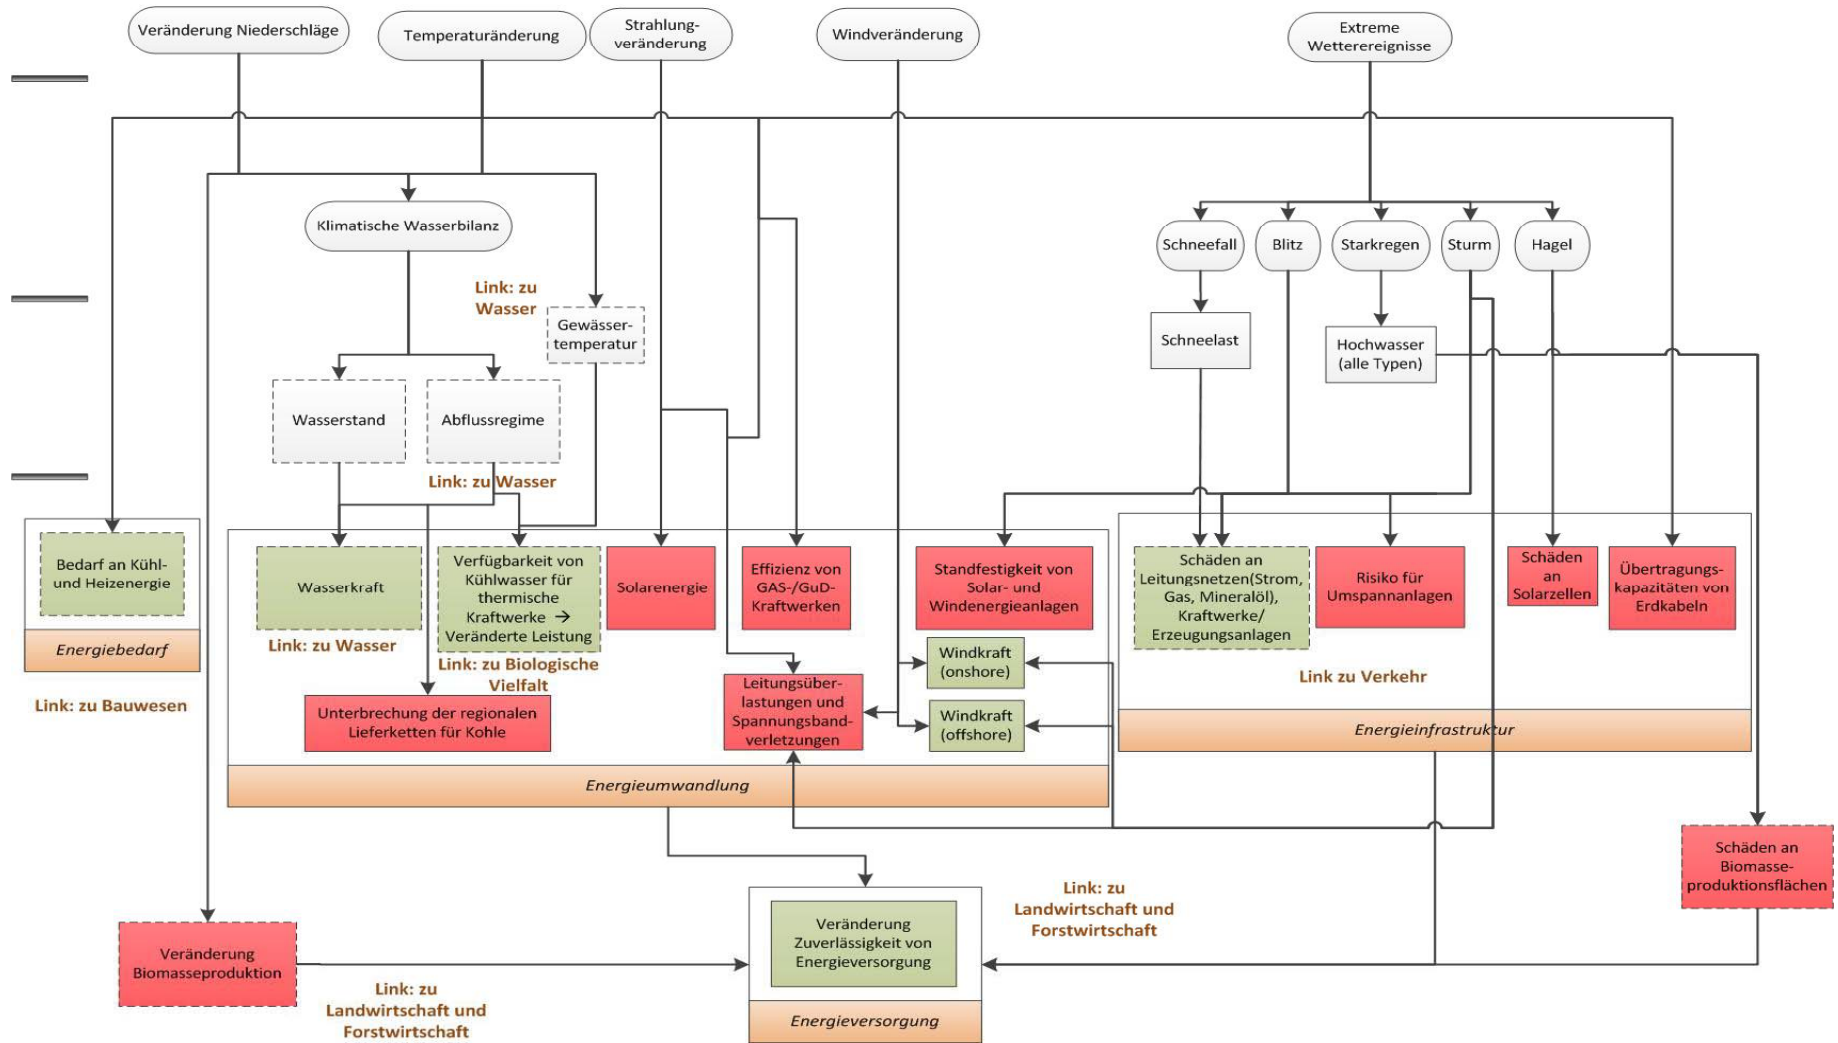 Veränderung Niederschläge
Temperaturänderung
Strahlung-
veränderung
Windveränderung
Extreme
Wetterereignisse
Klimatische Wasserbilanz
Schneefall
Blitz
Starkregen
Sturm
Hagel
Link: zu
Wasser
Gewässer-
temperatur
Schneelast
Hochwasser
(alle Typen)
Wasserstand
Abflussregime
Link: zu Wasser
Bedarf an Kühl-
und Heizenergie
Energiebedarf
Link: zu Bauwesen
Wasserkraft
Link: zu Wasser
Verfügbarkeit von
Kühlwasser für
thermische
Kraftwerke →
Veränderte Leistung
Link: zu Biologische
Vielfalt
Solarenergie
Effizienz von
GAS-/GuD-
Kraftwerken
Standfestigkeit von
Solar- und
Windenergieanlagen
Schäden an
Leitungsnetzen(Strom,
Gas, Mineralöl),
Kraftwerke/
Erzeugungsanlagen
Risiko für
Umspannanlagen
Schäden
an
Solarzellen
Übertragungs-
kapazitäten von
Erdkabeln
Link zu Verkehr
Unterbrechung der regionalen
Lieferketten für Kohle
Leitungsüber-
lastungen und
Spannungsband-
verletzungen
Windkraft
(onshore)
Windkraft
(offshore)
Energieinfrastruktur
Energieumwandlung
Schäden an
Biomasse-
produktionsflächen
Link: zu
Landwirtschaft und
Forstwirtschaft
Veränderung
Biomasseproduktion
Link: zu
Landwirtschaft und
Forstwirtschaft
Veränderung
Zuverlässigkeit von
Energieversorgung
Energieversorgung